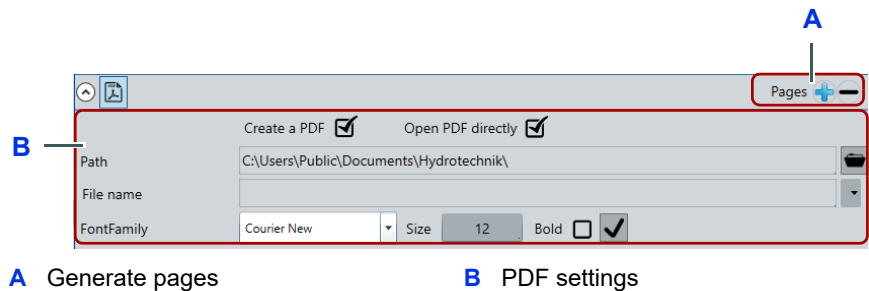 A
Pages
Create a PDF Open PDF directly
B
Path C:\Users\Public\Documents\Hydrotechnik\
File name
FontFamily Courier New Size 12 Bold
A Generate pages B PDF settings